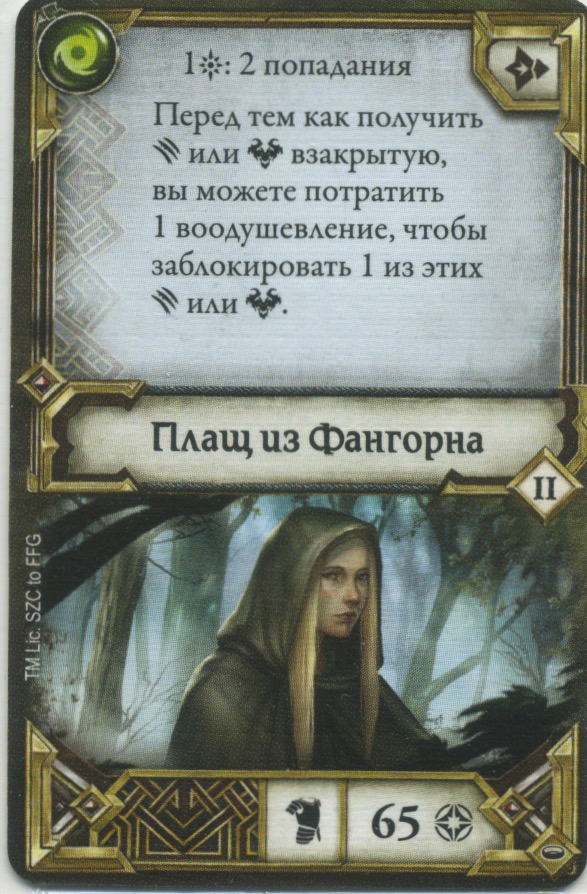 1: 2 попадания
Перед тем как получить
или взакрытую,
вы можете потратить
1 воодушевление, чтобы
заблокировать 1 из этих
или .
Плащ из Фангорна
II
TM Lic. SZC to FFG
65